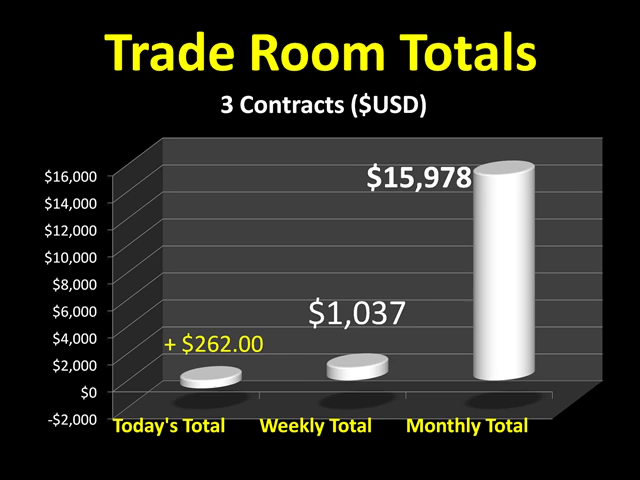 Trade Room Totals
3 Contracts ($USD)
$16,000
$14,000
$12,000
$10,000
$8,000
$6,000
$4,000
$2,000
$0
-$2,000
+ $262.00
$1,037
$15,978
Today's Total
Weekly Total
Monthly Total